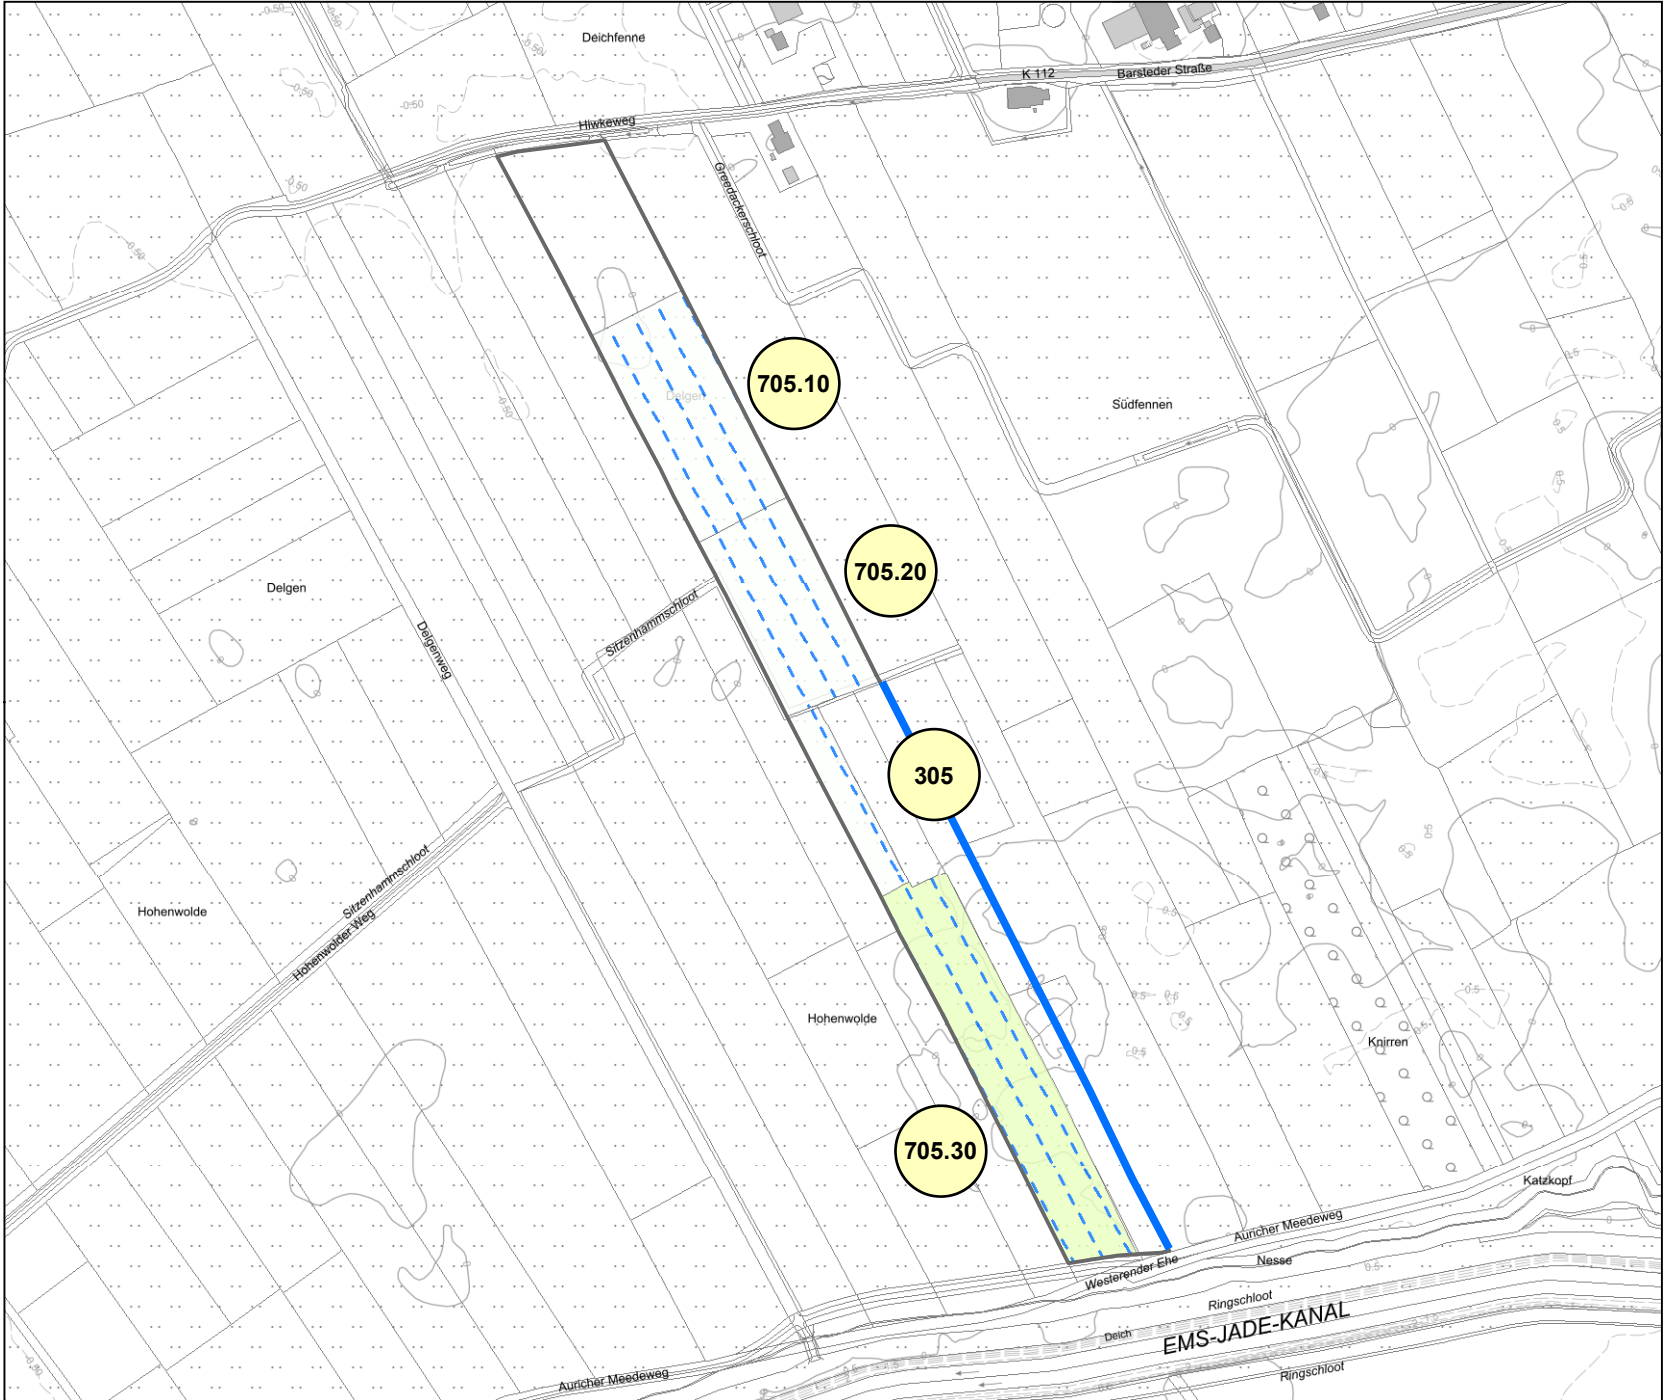 Deichfenne
K 112
Barsteder Straße
Hiwkeweg
Greedackerschloot
705.10
Delgen
Südfennen
705.20
Delgen
Sitzenhammschloot
Delgenweg
305
Sitzenhammschloot
Hohenwolder Weg
Hohenwolde
Hohenwolde
Knirren
705.30
Katzkopf
Auricher Meedeweg
Westerender Ehe
Nesse
Ringschloot
Deich
EMS-JADE-KANAL
Ringschloot
Auricher Meedeweg